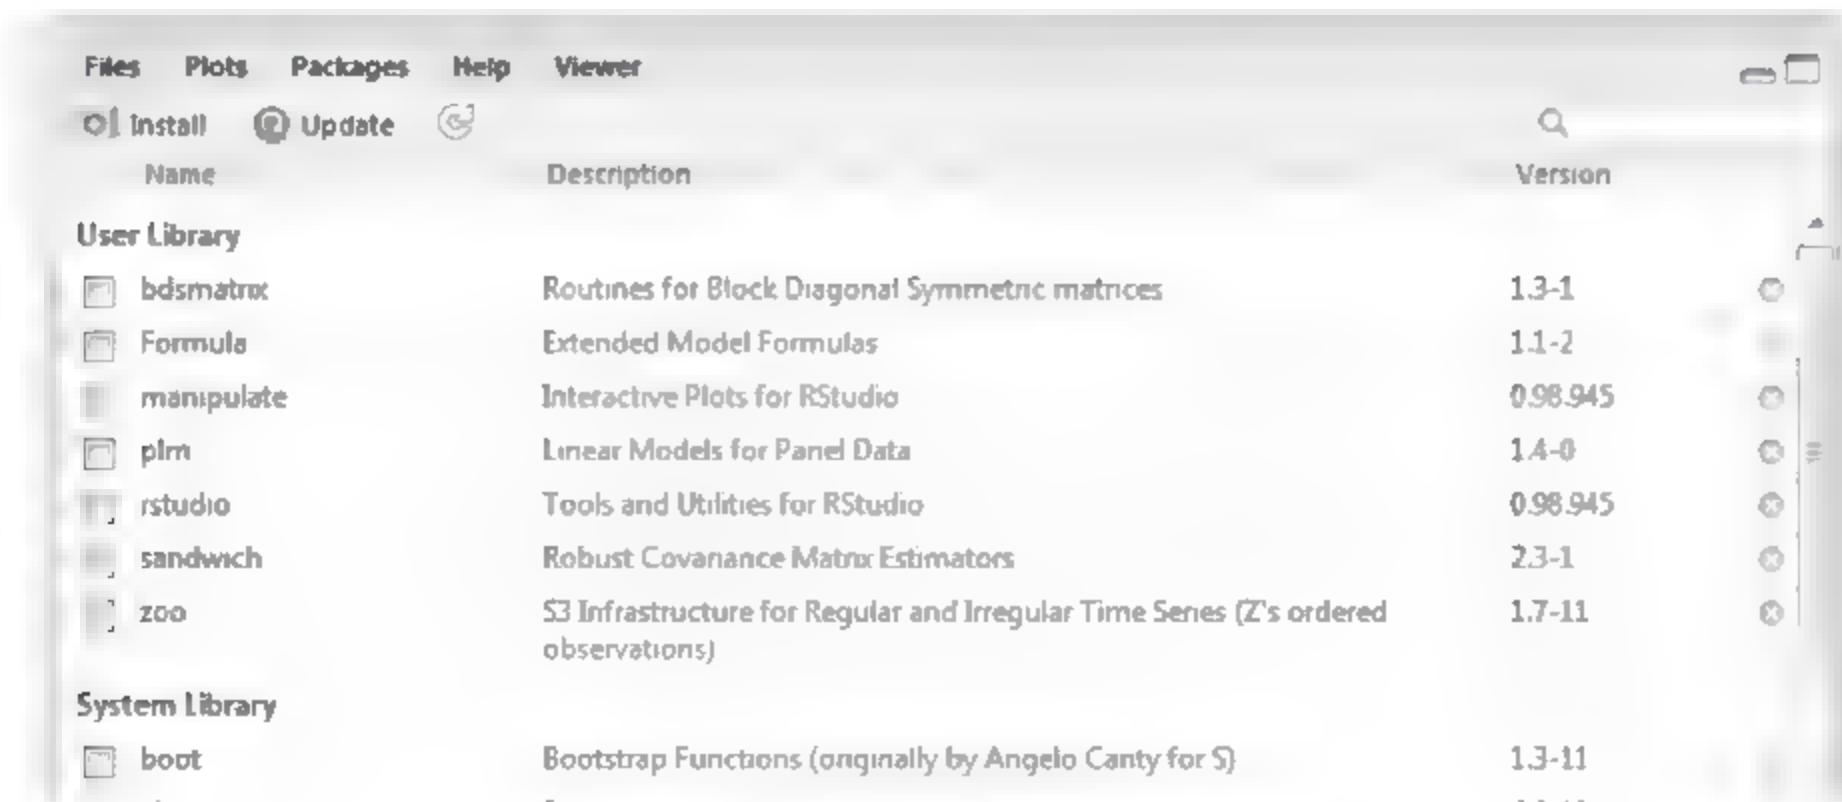 Files Plots Packages Help Viewer
Install Update
Name Description Version
User Library
bdsmatrix Routines for Block Diagonal Symmetric matrices 1.3-1
Formula Extended Model Formulas 1.1-2
manipulate Interactive Plots for RStudio 0.98.945
plm Linear Models for Panel Data 1.4-0
rstudio Tools and Utilities for RStudio 0.98.945
sandwich Robust Covariance Matrix Estimators 2.3-1
zoo S3 Infrastructure for Regular and Irregular Time Series (Z's ordered 1.7-11
observations)
System Library
boot Bootstrap Functions (originally by Angelo Canty for S) 1.3-11